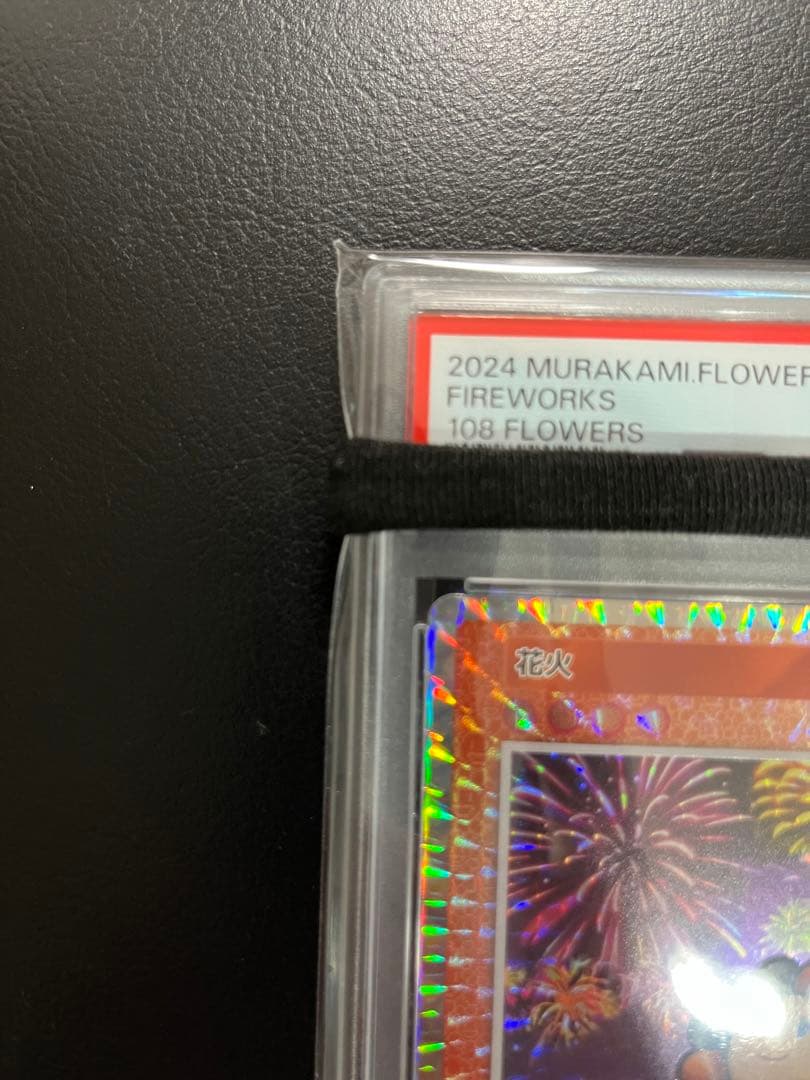 2024 MURAKAMI.FLOWER
FIREWORKS
108 FLOWERS
花火